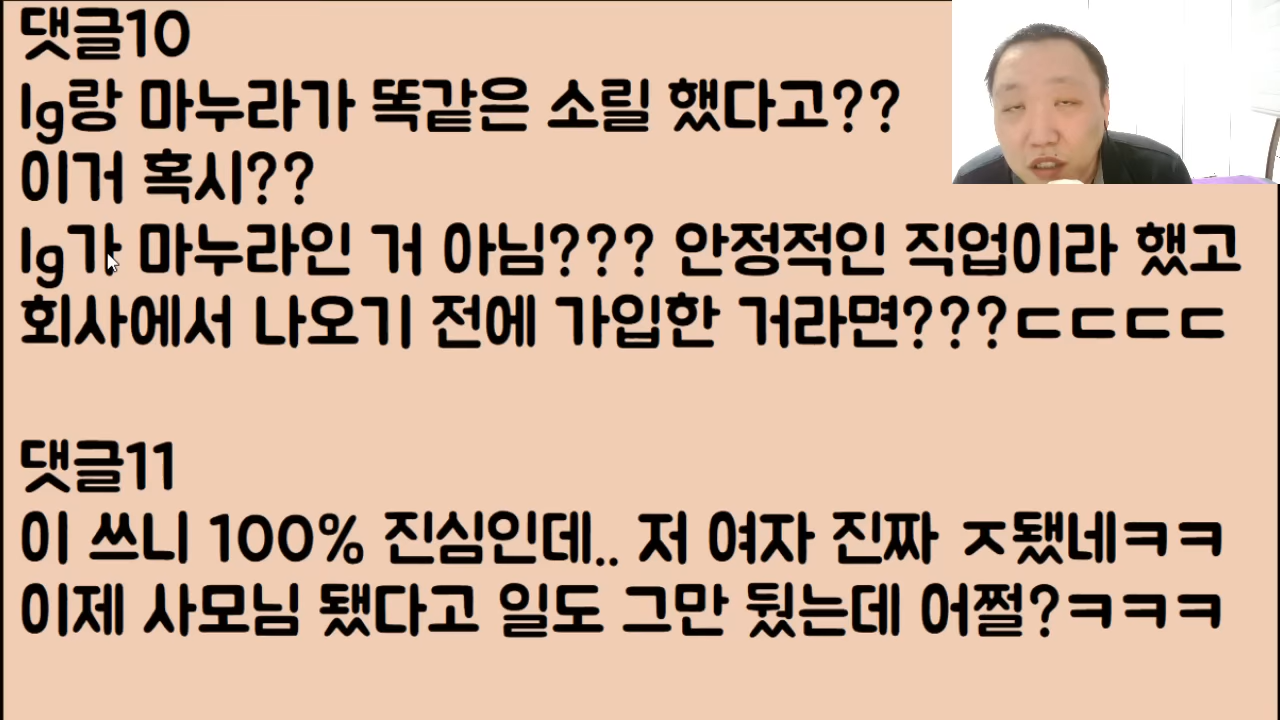 댓글10
lg랑 마누라가 똑같은 소릴 했다고??
이거 혹시??
lg가 마누라인 거 아님??? 안정적인 직업이라 했고
회사에서 나오기 전에 가입한 거라면???ㄷㄷㄷㄷ
댓글11
이 쓰니 100% 진심인데.. 저 여자 진짜 ㅈ됐네ㅋㅋ
이제 사모님 됐다고 일도 그만 뒀는데 어쩔?ㅋㅋㅋ